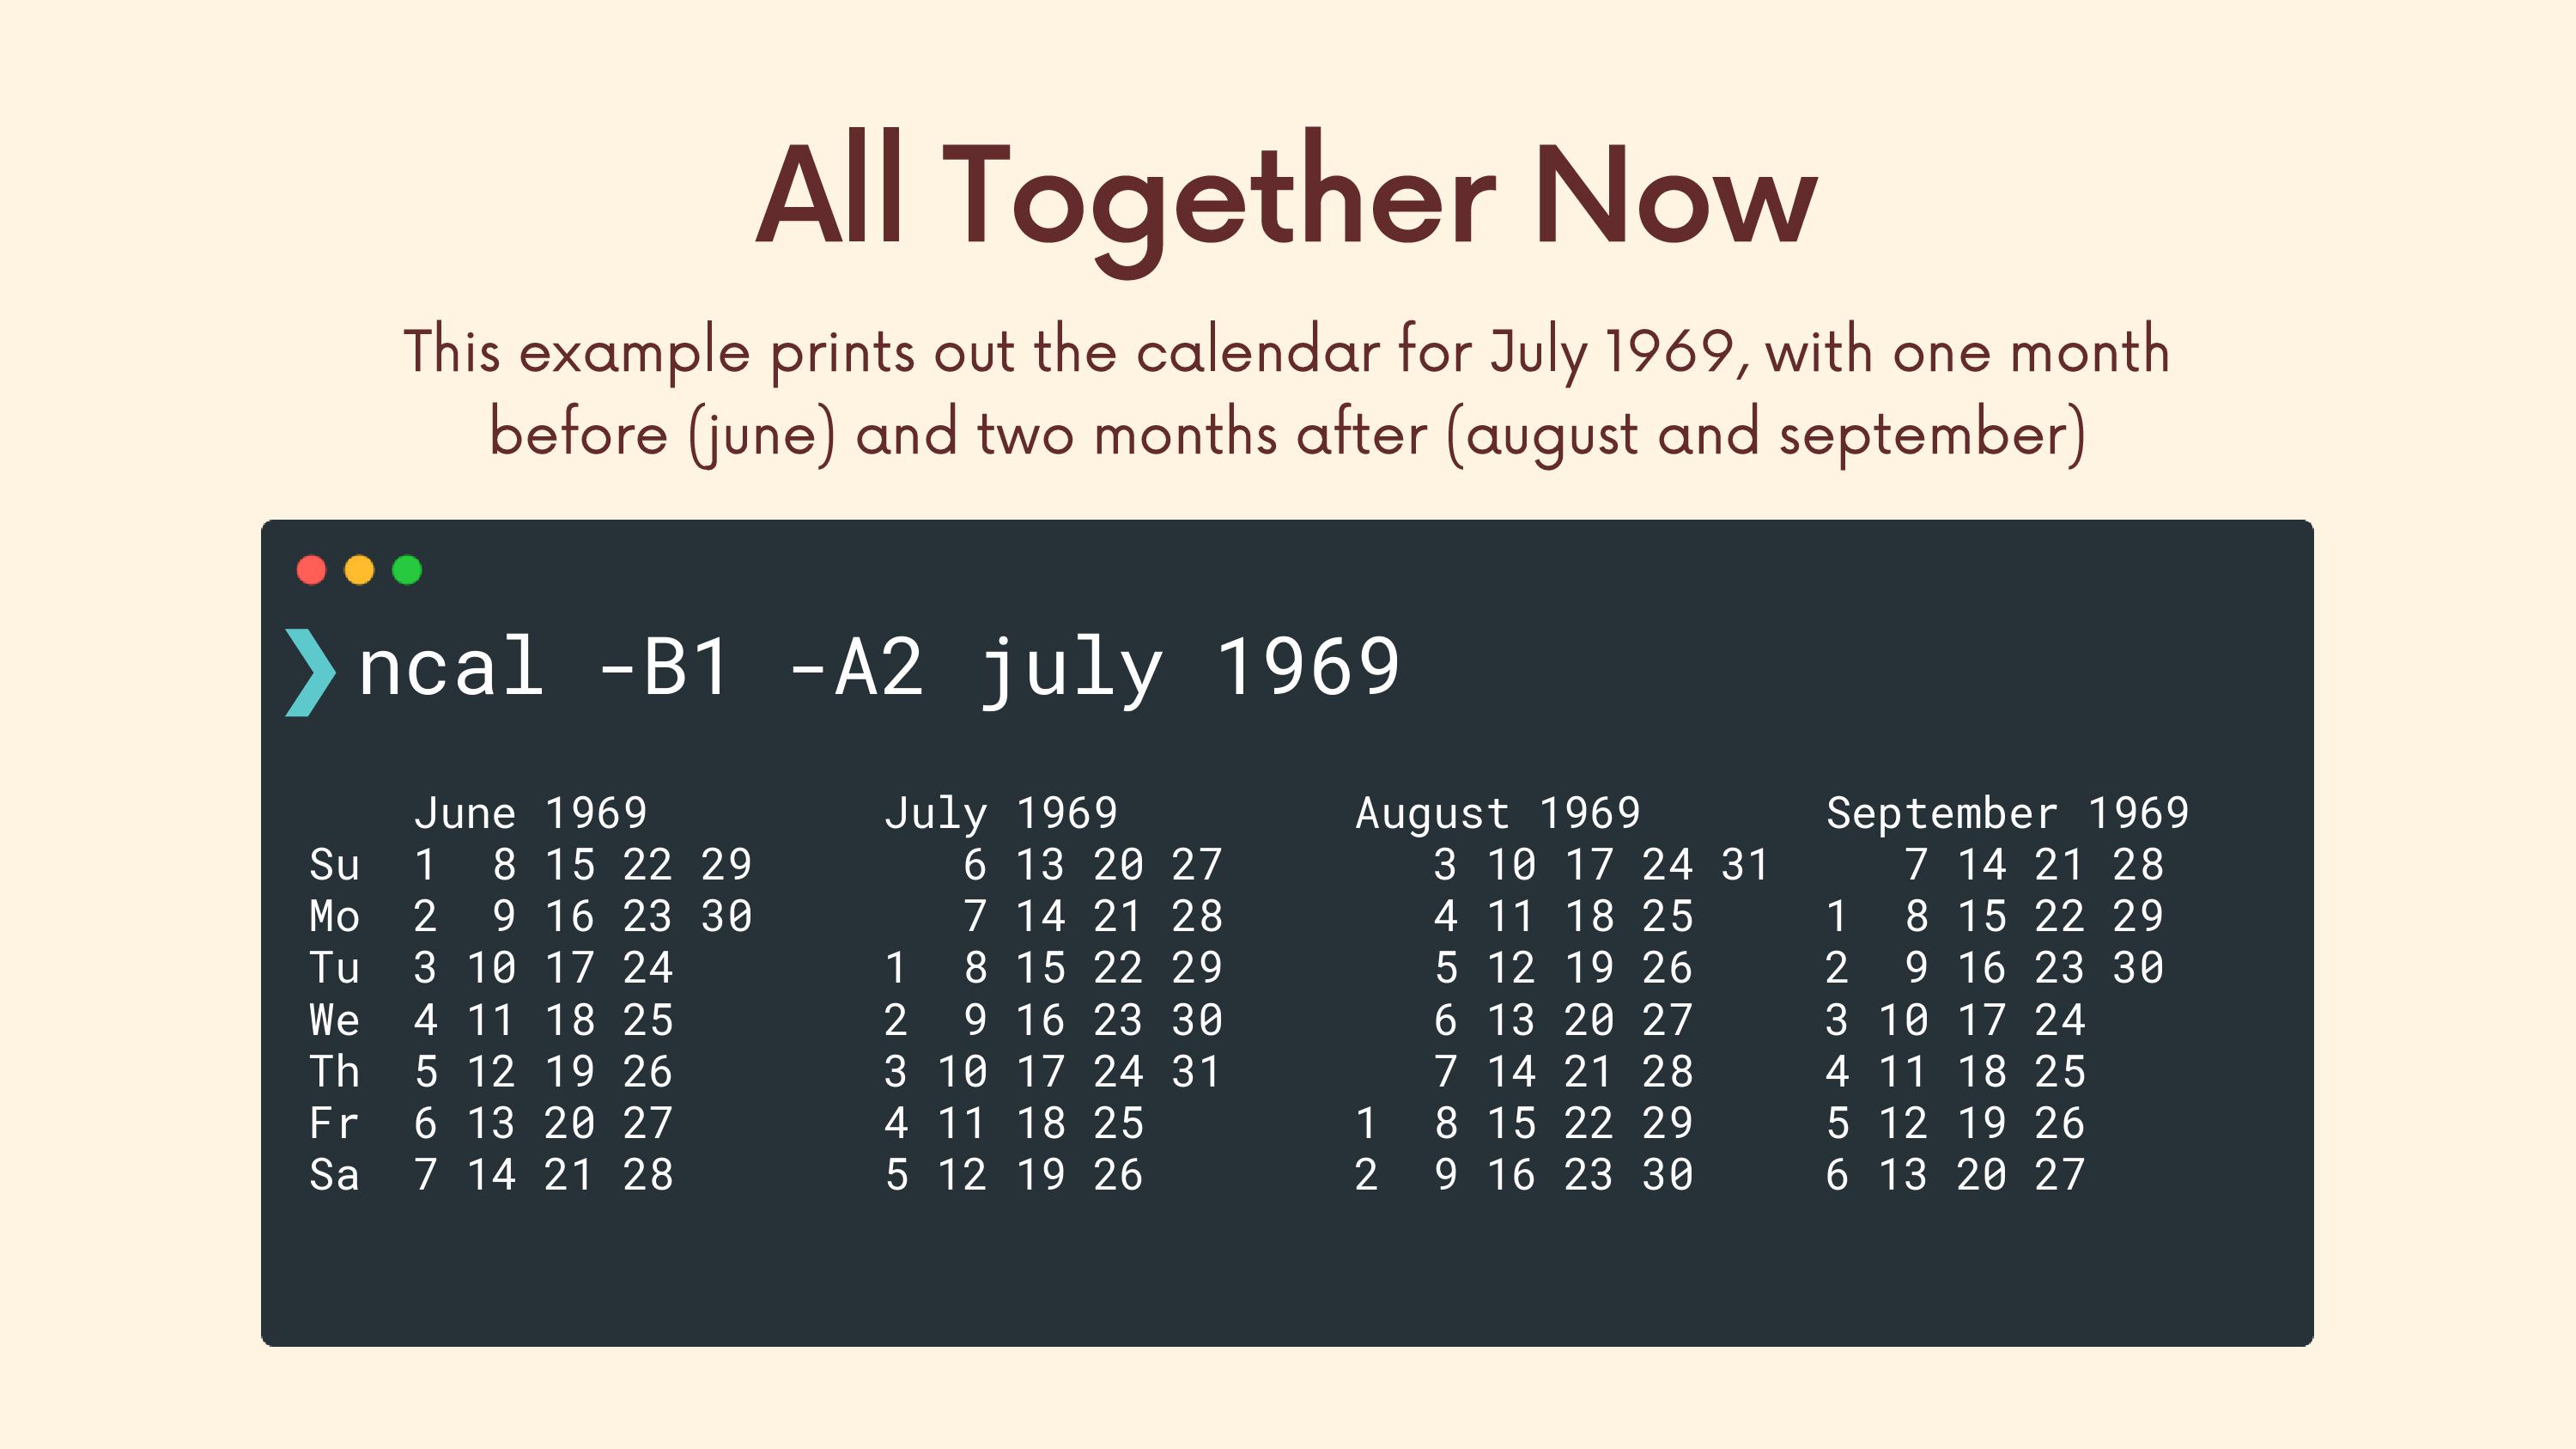 All Together Now
This example prints out the calendar for July 1969, with one month
before (june) and two months after (august and september)
❯ ncal -B1 -A2 july 1969
    June 1969         July 1969         August 1969       September 1969
Su  1  8 15 22 29        6 13 20 27        3 10 17 24 31     7 14 21 28
Mo  2  9 16 23 30        7 14 21 28        4 11 18 25     1  8 15 22 29
Tu  3 10 17 24        1  8 15 22 29        5 12 19 26     2  9 16 23 30
We  4 11 18 25        2  9 16 23 30        6 13 20 27     3 10 17 24
Th  5 12 19 26        3 10 17 24 31        7 14 21 28     4 11 18 25
Fr  6 13 20 27        4 11 18 25        1  8 15 22 29     5 12 19 26
Sa  7 14 21 28        5 12 19 26        2  9 16 23 30     6 13 20 27